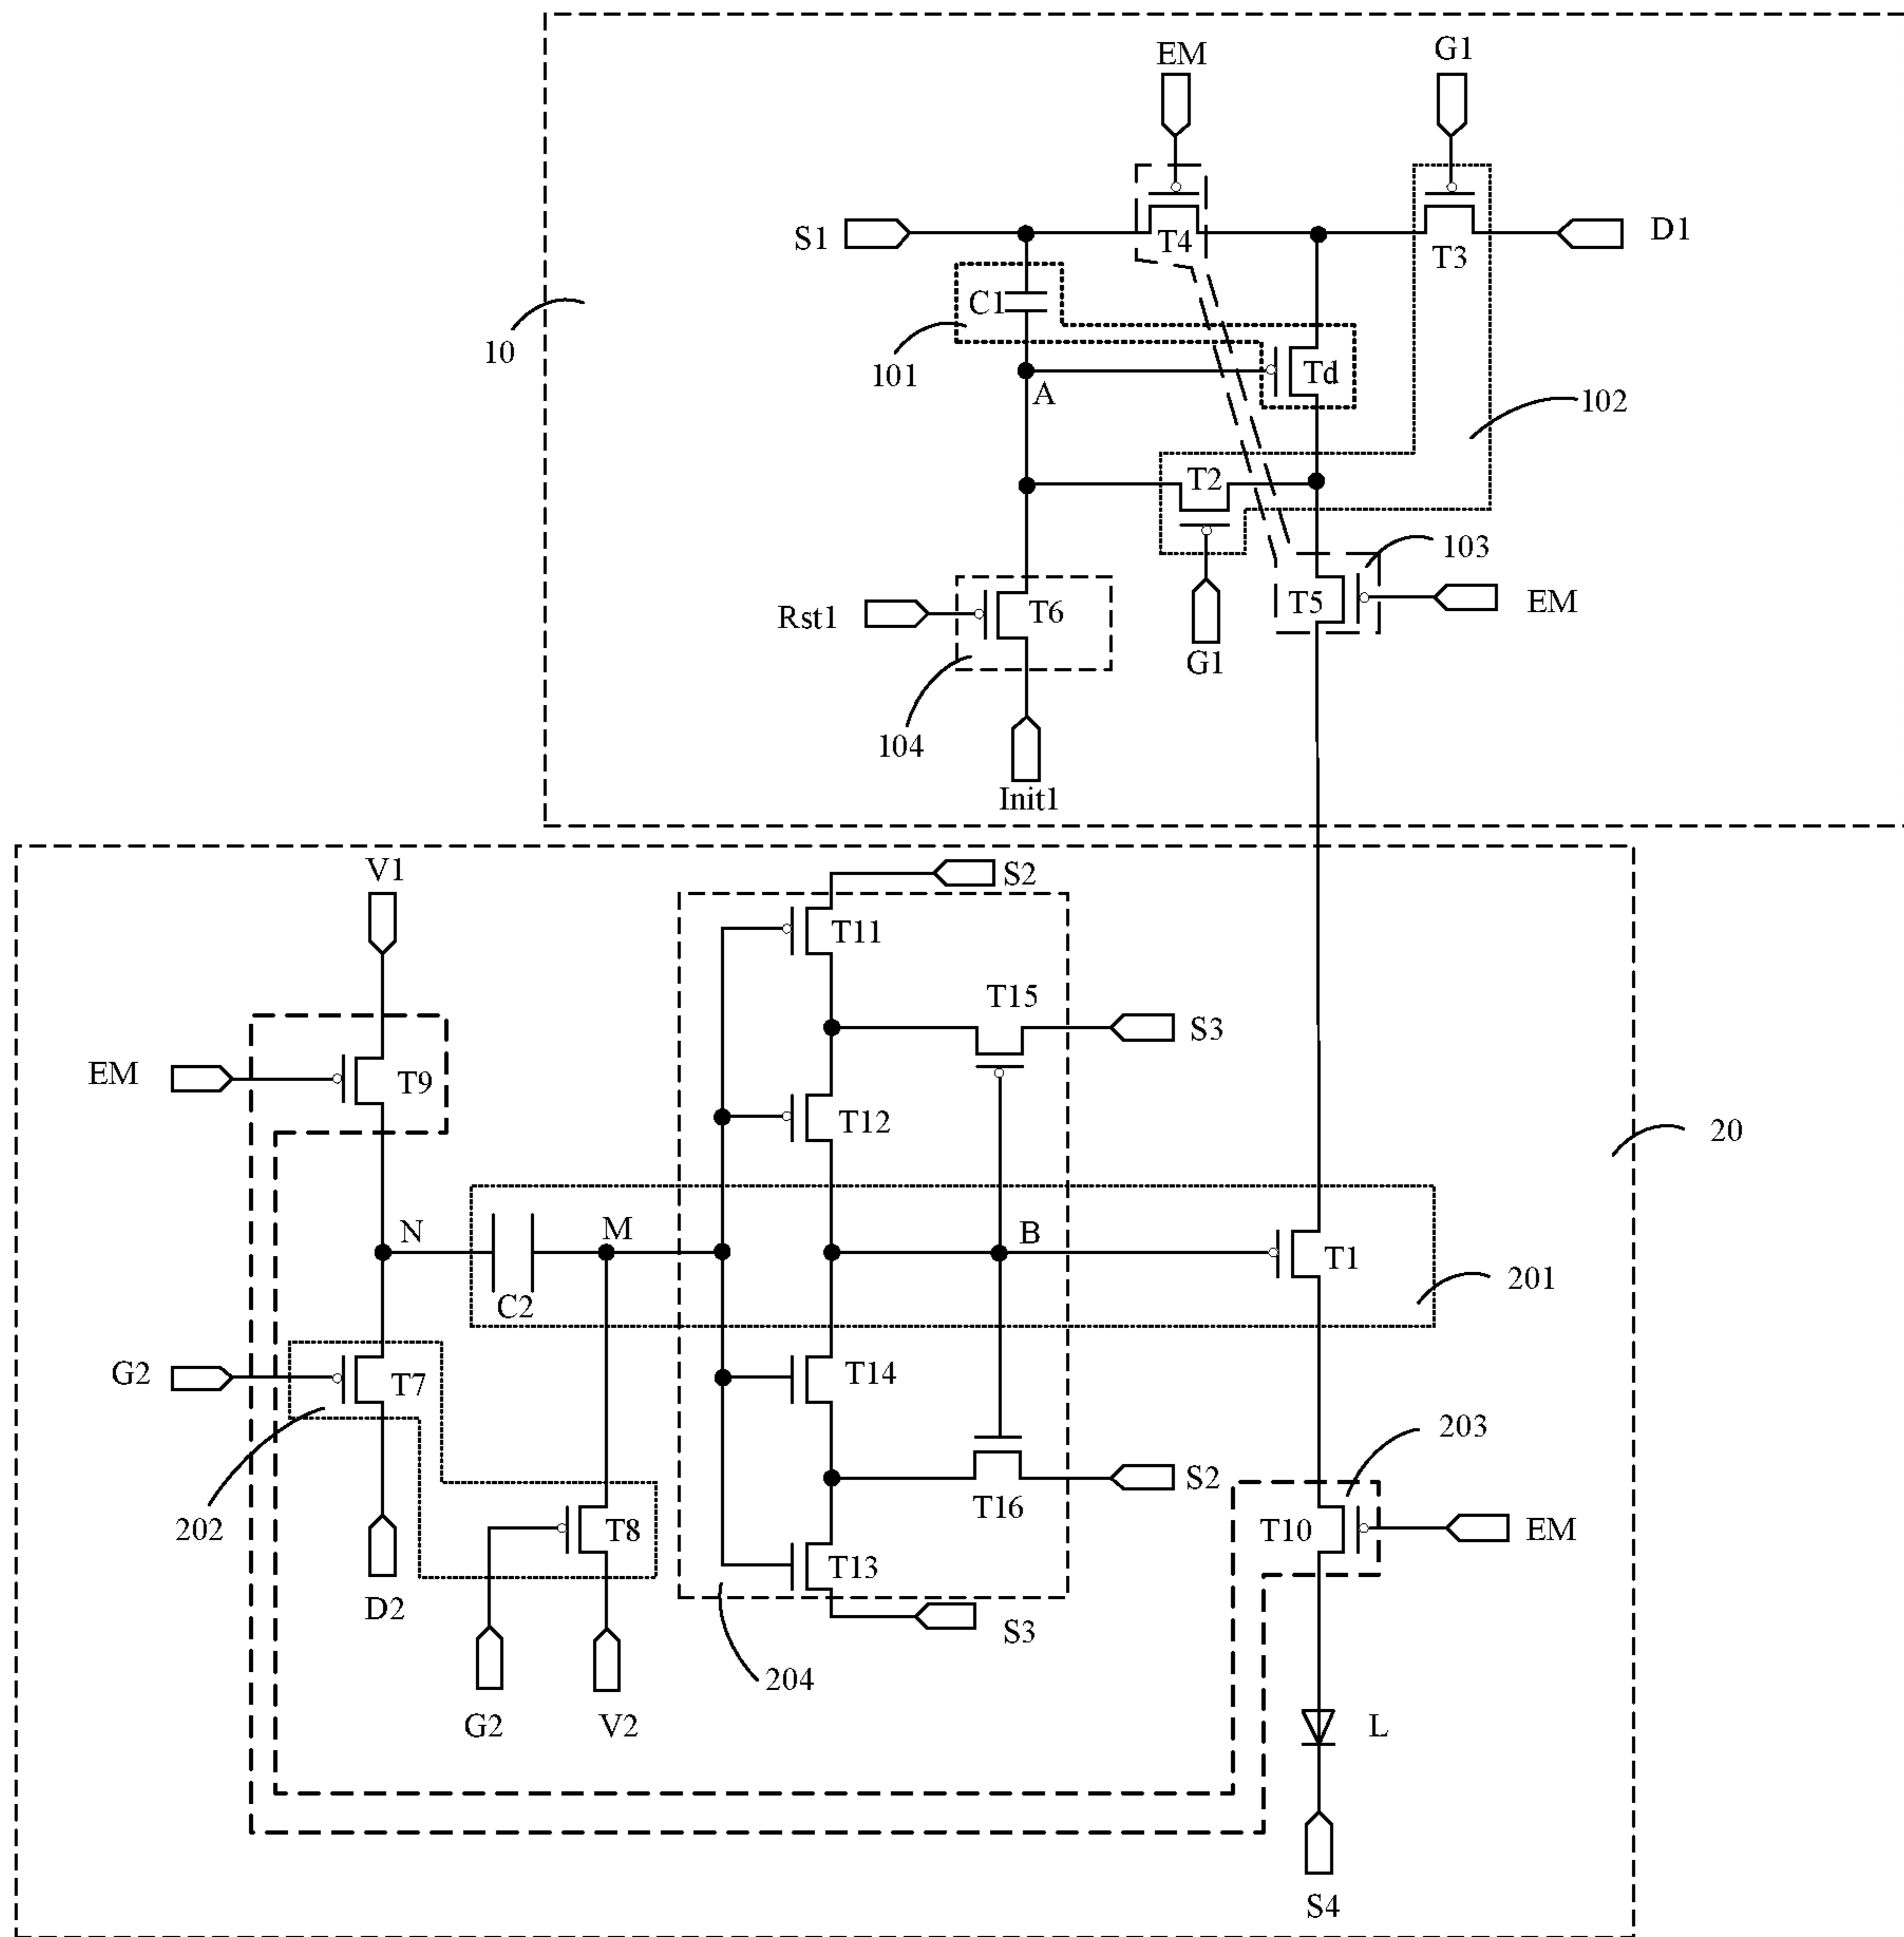 EM
G1
S1
T4
T3
D1
C1
10
101
Td
A
102
T2
103
Rst1
T6
T5
EM
G1
104
Init1
V1
S2
T11
T15
S3
EM
T9
T12
20
N
M
B
T1
C2
201
G2
T7
T14
203
202
T8
T16
S2
T10
EM
T13
D2
S3
204
G2
V2
L
S4